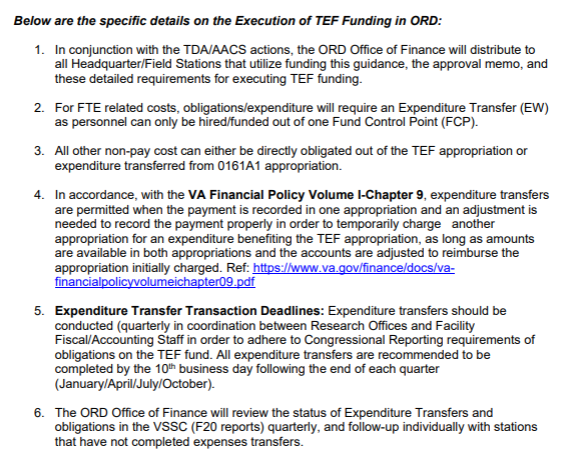 Below are the specific details on the Execution of TEF Funding in ORD:
1. In conjunction with the TDA/AACS actions, the ORD Office of Finance will distribute to
all Headquarter/Field Stations that utilize funding this guidance, the approval memo, and
these detailed requirements for executing TEF funding.
2. For FTE related costs, obligations/expenditure will require an Expenditure Transfer (EW)
as personnel can only be hired/funded out of one Fund Control Point (FCP).
3. All other non-pay cost can either be directly obligated out of the TEF appropriation or
expenditure transferred from 0161A1 appropriation.
4. In accordance, with the VA Financial Policy Volume I-Chapter 9, expenditure transfers
are permitted when the payment is recorded in one appropriation and an adjustment is
needed to record the payment properly in order to temporarily charge another
appropriation for an expenditure benefiting the TEF appropriation, as long as amounts
are available in both appropriations and the accounts are adjusted to reimburse the
appropriation initially charged. Ref: https://www.va.gov/finance/docs/va-
financialpolicyvolumeichapter09.pdf
5. Expenditure Transfer Transaction Deadlines: Expenditure transfers should be
conducted (quarterly in coordination between Research Offices and Facility
Fiscal/Accounting Staff in order to adhere to Congressional Reporting requirements of
obligations on the TEF fund. All expenditure transfers are recommended to be
completed by the 10th business day following the end of each quarter
(January/April/July/October).
6. The ORD Office of Finance will review the status of Expenditure Transfers and
obligations in the VSSC (F20 reports) quarterly, and follow-up individually with stations
that have not completed expenses transfers.